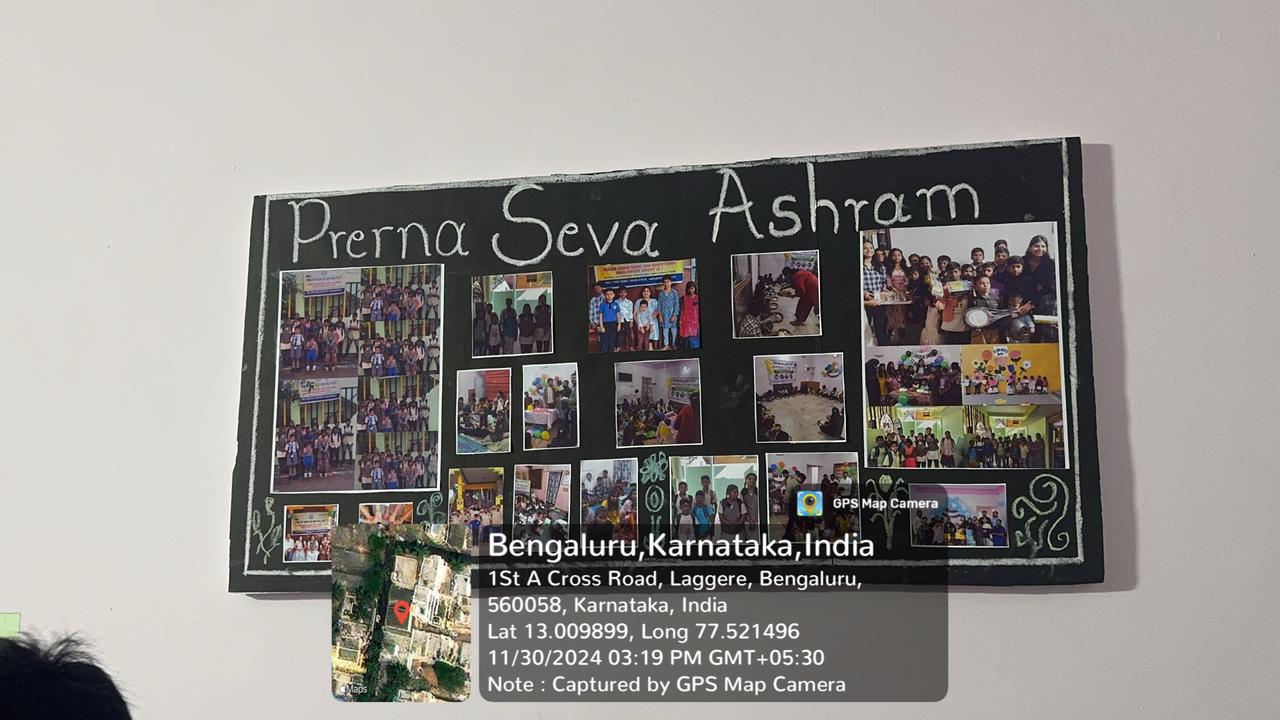 Prerna Seva Ashram
GPS Map Camera
Bengaluru,Karnataka,India
1St A Cross Road, Laggere, Bengaluru,
560058, Karnataka, India
Lat 13.009899, Long 77.521496
11/30/2024 03:19 PM GMT+05:30
Note : Captured by GPS Map Camera
Maps